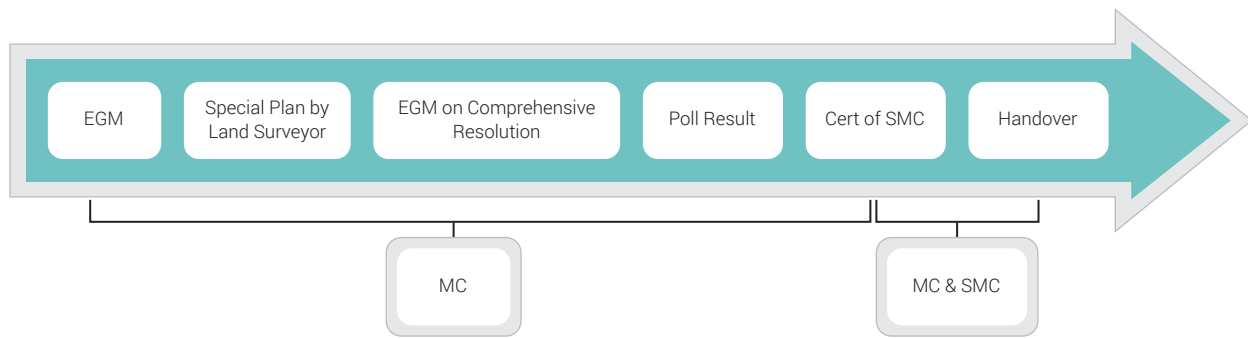 EGM
Special Plan by
Land Surveyor
EGM on Comprehensive
Resolution
Poll Result
Cert of SMC
Handover
MC
MC & SMC